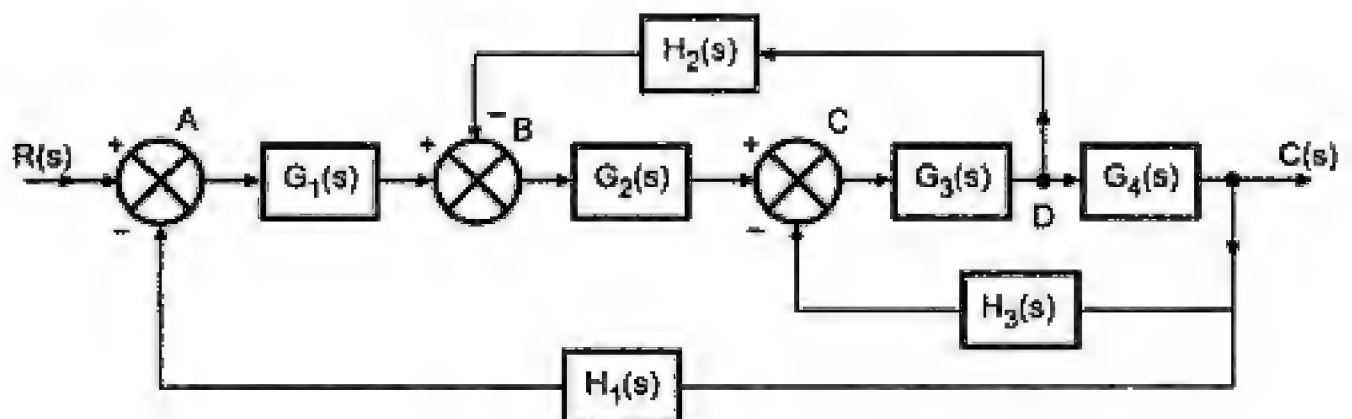 H2(s)
A
B
C
R(s)
+
+
+
−
G1(s)
G2(s)
G3(s)
G4(s)
C(s)
−
−
D
H3(s)
H1(s)